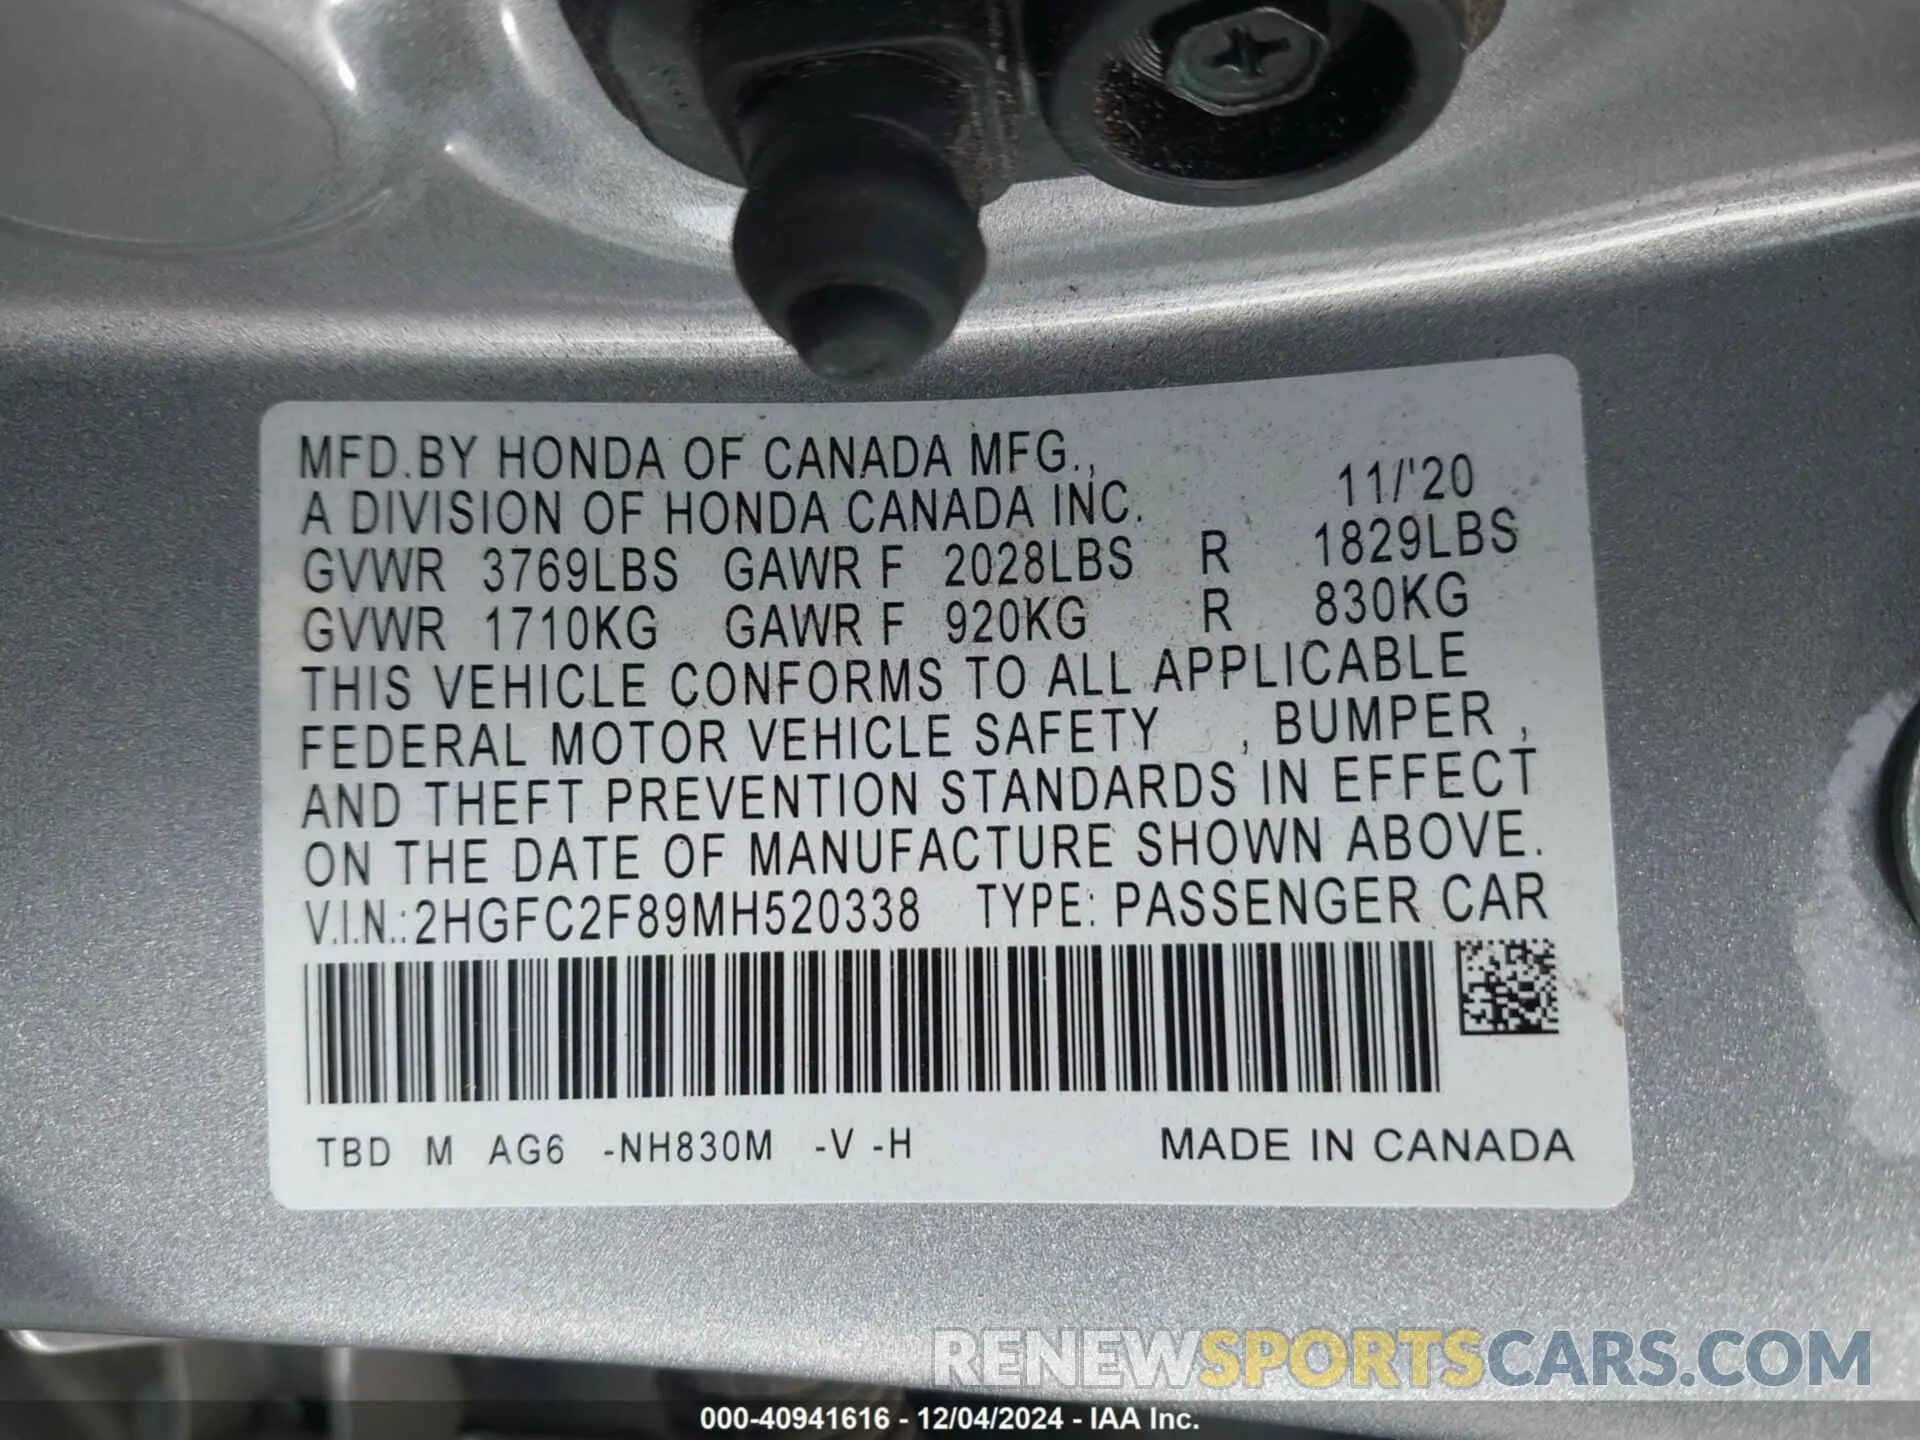 MFD.BY HONDA OF CANADA MFG.,
A DIVISION OF HONDA CANADA INC. 11/'20
GVWR 3769LBS GAWR F 2028LBS R 1829LBS
GVWR 1710KG GAWR F 920KG R 830KG
THIS VEHICLE CONFORMS TO ALL APPLICABLE
FEDERAL MOTOR VEHICLE SAFETY , BUMPER ,
AND THEFT PREVENTION STANDARDS IN EFFECT
ON THE DATE OF MANUFACTURE SHOWN ABOVE.
V.I.N.:2HGFC2F89MH520338 TYPE: PASSENGER CAR
TBD M AG6 -NH830M -V -H MADE IN CANADA
RENEWSPORTSCARS.COM
000-40941616 - 12/04/2024 - IAA Inc.